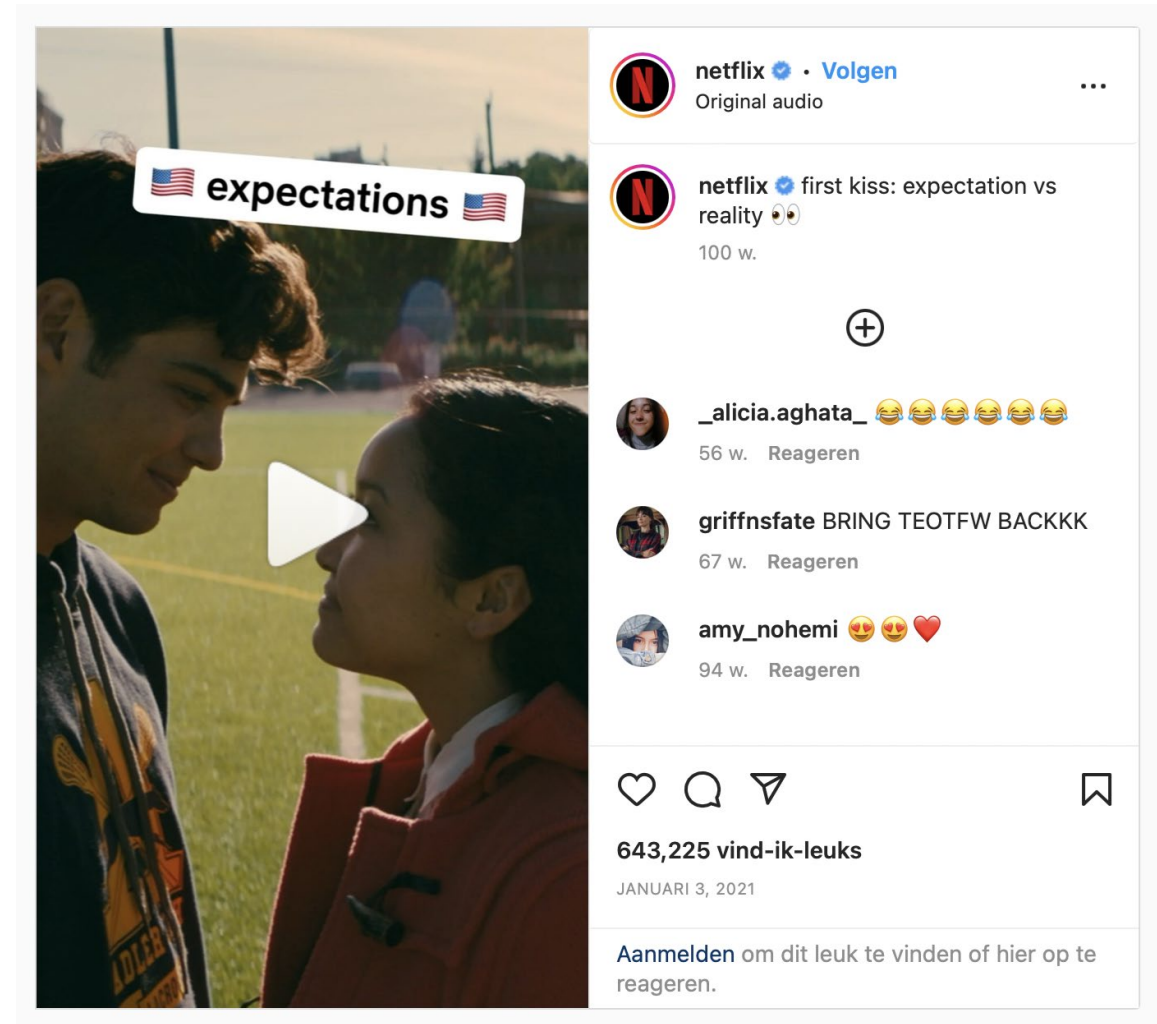 🇺🇸 expectations 🇺🇸
ADLER
netflix • Volgen
Original audio
netflix first kiss: expectation vs
reality 👀
100 w.
_alicia.aghata_ 😂😂😂😂😂😂
56 w. Reageren
griffnsfate BRING TEOTFW BACKKK
67 w. Reageren
amy_nohemi 😍😍❤️
94 w. Reageren
643,225 vind-ik-leuks
JANUARI 3, 2021
Aanmelden om dit leuk te vinden of hier op te
reageren.